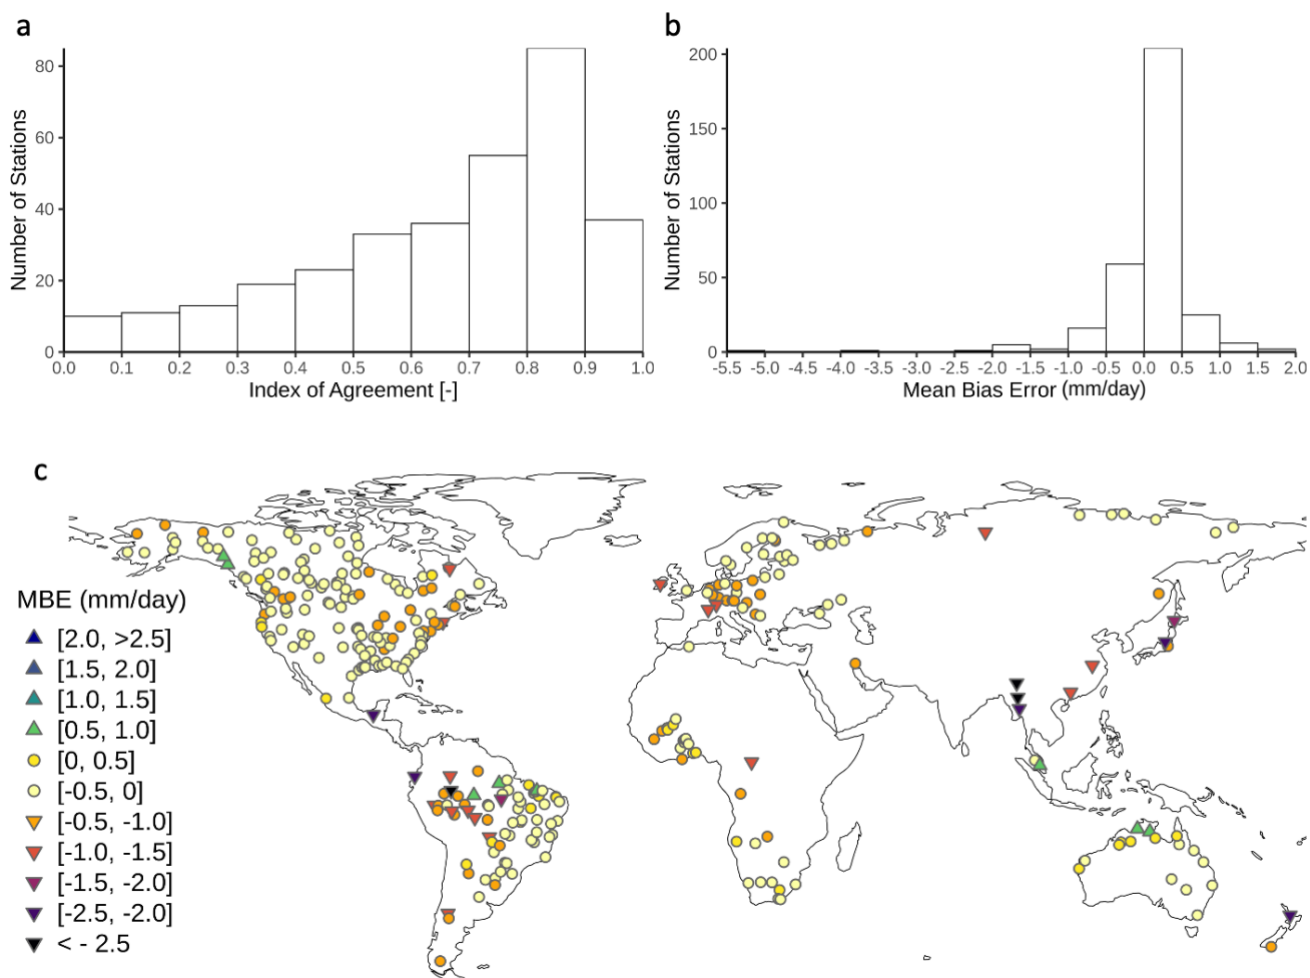 a
Number of Stations
80
60
40
20
0
0.0 0.1 0.2 0.3 0.4 0.5 0.6 0.7 0.8 0.9 1.0
Index of Agreement [-]
b
Number of Stations
200
150
100
50
0
-5.5 -5.0 -4.5 -4.0 -3.5 -3.0 -2.5 -2.0 -1.5 -1.0 -0.5 0.0 0.5 1.0 1.5 2.0
Mean Bias Error (mm/day)
c
MBE (mm/day)
[2.0, >2.5]
[1.5, 2.0]
[1.0, 1.5]
[0.5, 1.0]
[0, 0.5]
[-0.5, 0]
[-0.5, -1.0]
[-1.0, -1.5]
[-1.5, -2.0]
[-2.5, -2.0]
< - 2.5